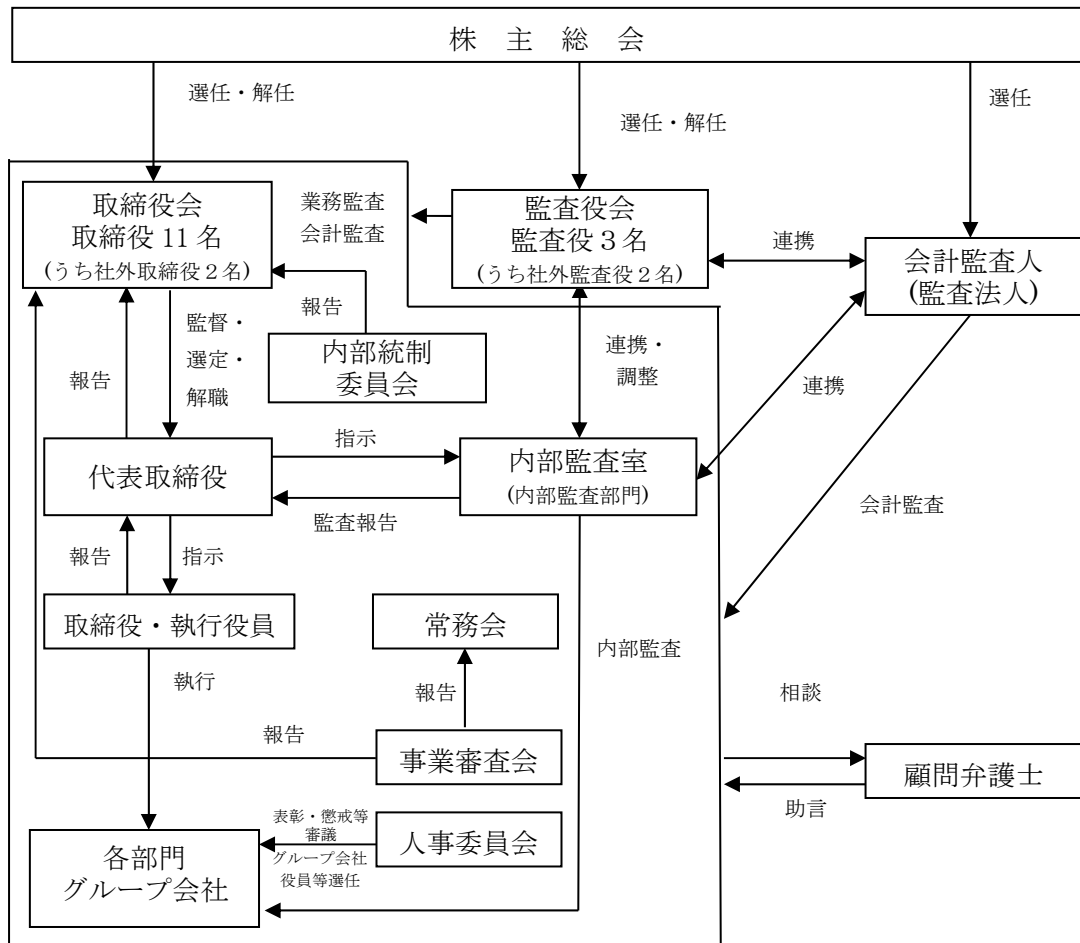 株 主 総 会
選任・解任
選任・解任
選任
取締役会
取締役 11 名
(うち社外取締役２名)
業務監査
会計監査
監査役会
監査役３名
(うち社外監査役２名)
連携
会計監査人
(監査法人)
報告
監督・
選定・
解職
報告
内部統制
委員会
連携・
調整
連携
代表取締役
指示
監査報告
内部監査室
(内部監査部門)
会計監査
報告
指示
取締役・執行役員
常務会
内部監査
執行
報告
相談
報告
事業審査会
顧問弁護士
助言
表彰・懲戒等
審議
グループ会社
役員等選任
人事委員会
各部門
グループ会社